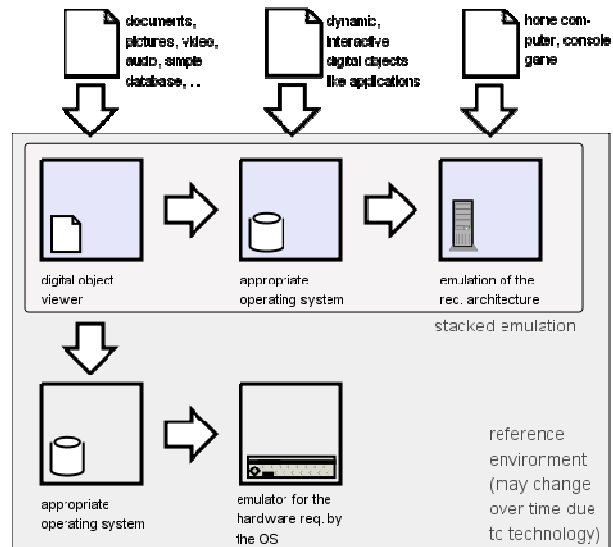 documents,
pictures, video,
audio, simple
database, ..
dynamic,
interactive
digital objects
like applications
home com-
puter, console
game
digital object
viewer
appropriate
operating system
emulation of the
rec. architecture
stacked emulation
appropriate
operating system
emulator for the
hardware req. by
the OS
reference
environment
(may change
over time due
to technology)